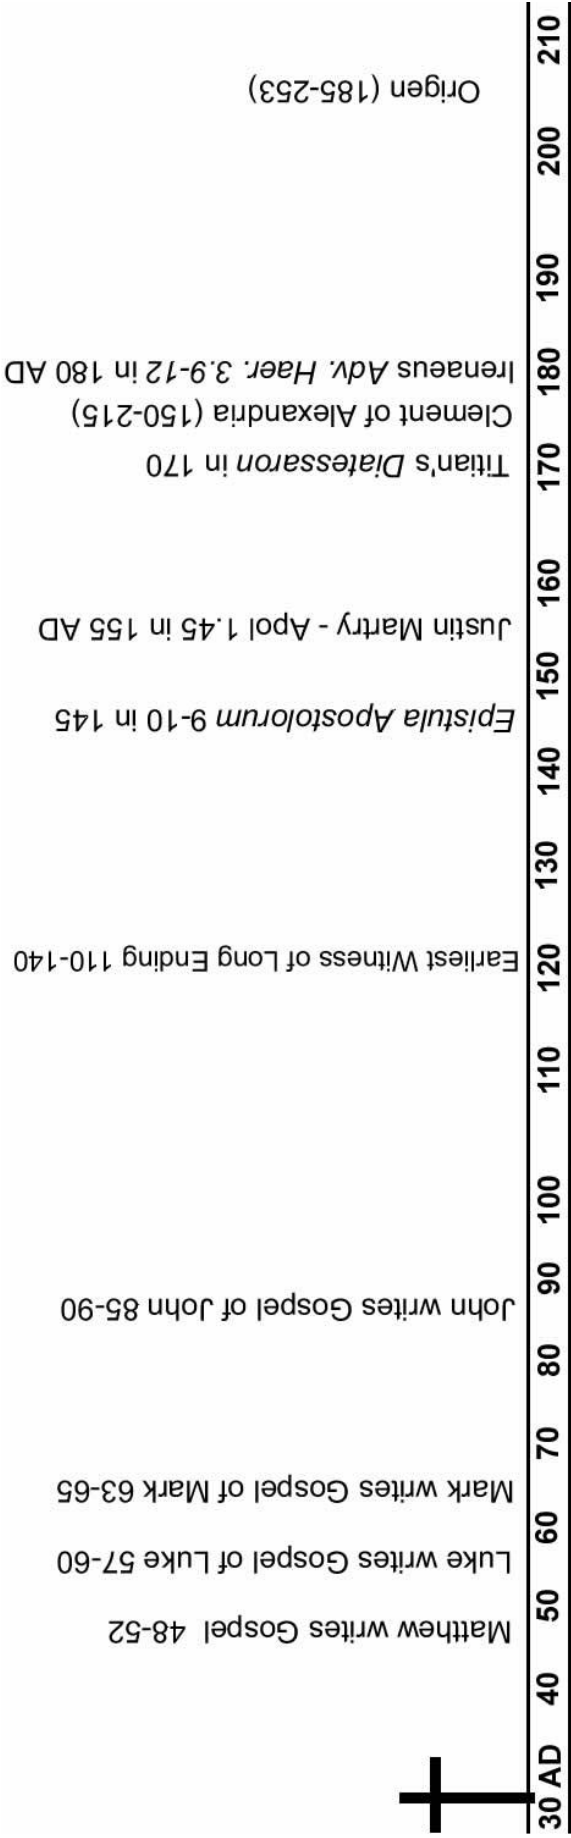 Origen (185-253)
Irenaeus Adv. Haer. 3.9-12 in 180 AD
Clement of Alexandria (150-215)
Titian's Diatessaron in 170
Justin Martry - Apol 1.45 in 155 AD
Epistula Apostolorum 9-10 in 145
Earliest Witness of Long Ending 110-140
John writes Gospel of John 85-90
Mark writes Gospel of Mark 63-65
Luke writes Gospel of Luke 57-60
Matthew writes Gospel 48-52
30 AD 40 50 60 70 80 90 100 110 120 130 140 150 160 170 180 190 200 210